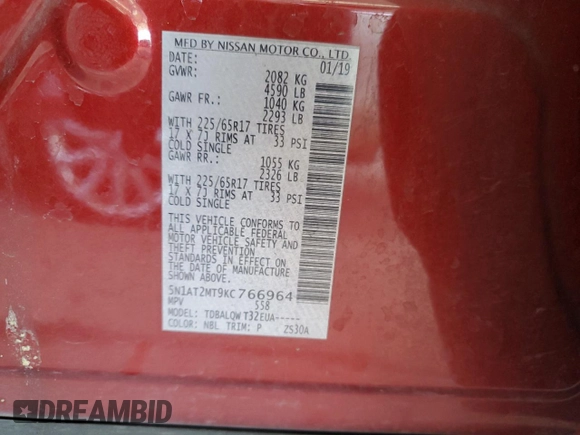 MFD BY NISSAN MOTOR CO., LTD.
DATE: 01/19
GVWR: 2082 KG
4590 LB
GAWR FR.: 1040 KG
2293 LB
WITH 225/65R17 TIRES
17 X 7J RIMS AT 33 PSI
COLD SINGLE
GAWR RR.: 1055 KG
2326 LB
WITH 225/65R17 TIRES
17 X 7J RIMS AT 33 PSI
COLD SINGLE
THIS VEHICLE CONFORMS TO
ALL APPLICABLE FEDERAL
MOTOR VEHICLE SAFETY AND
THEFT PREVENTION
STANDARDS IN EFFECT ON
THE DATE OF MANUFACTURE
SHOWN ABOVE.
5N1AT2MT9KC766964
MPV 558
MODEL: TDBALQWT32EUA-----
COLOR: NBL TRIM: P ZS30A
DREAMBID